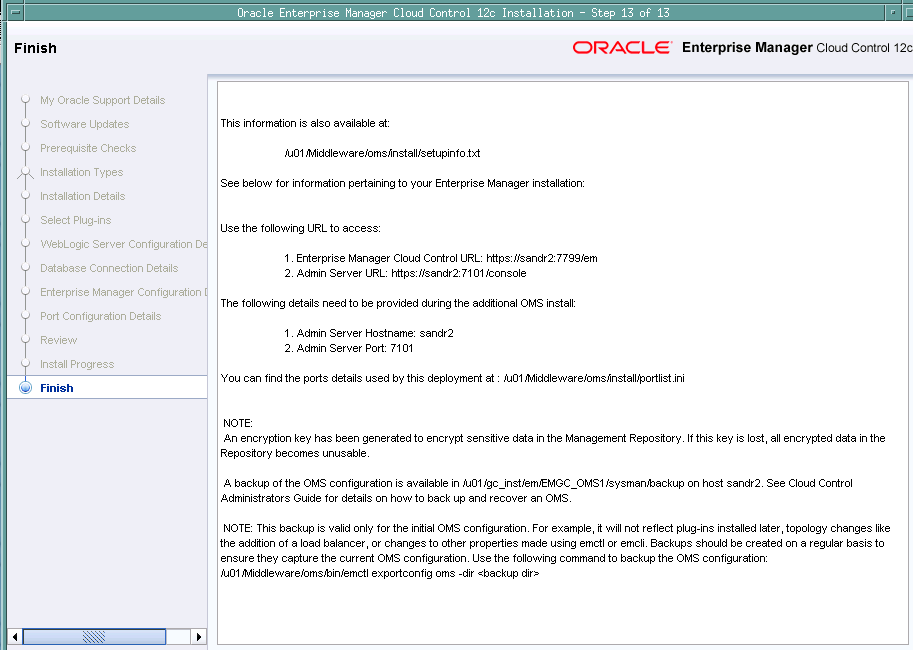 Oracle Enterprise Manager Cloud Control 12c Installation - Step 13 of 13
Finish
ORACLE Enterprise Manager Cloud Control 12c
My Oracle Support Details
Software Updates
Prerequisite Checks
Installation Types
Installation Details
Select Plug-ins
WebLogic Server Configuration De
Database Connection Details
Enterprise Manager Configuration D
Port Configuration Details
Review
Install Progress
Finish
This information is also available at:
/u01/Middleware/oms/install/setupinfo.txt
See below for information pertaining to your Enterprise Manager installation:
Use the following URL to access:
1. Enterprise Manager Cloud Control URL: https://sandr2:7799/em
2. Admin Server URL: https://sandr2:7101/console
The following details need to be provided during the additional OMS install:
1. Admin Server Hostname: sandr2
2. Admin Server Port: 7101
You can find the ports details used by this deployment at : /u01/Middleware/oms/install/portlist.ini
NOTE:
An encryption key has been generated to encrypt sensitive data in the Management Repository. If this key is lost, all encrypted data in the
Repository becomes unusable.
A backup of the OMS configuration is available in /u01/gc_inst/em/EMGC_OMS1/sysman/backup on host sandr2. See Cloud Control
Administrators Guide for details on how to back up and recover an OMS.
NOTE: This backup is valid only for the initial OMS configuration. For example, it will not reflect plug-ins installed later, topology changes like
the addition of a load balancer, or changes to other properties made using emctl or emcli. Backups should be created on a regular basis to
ensure they capture the current OMS configuration. Use the following command to backup the OMS configuration:
/u01/Middleware/oms/bin/emctl exportconfig oms -dir <backup dir>